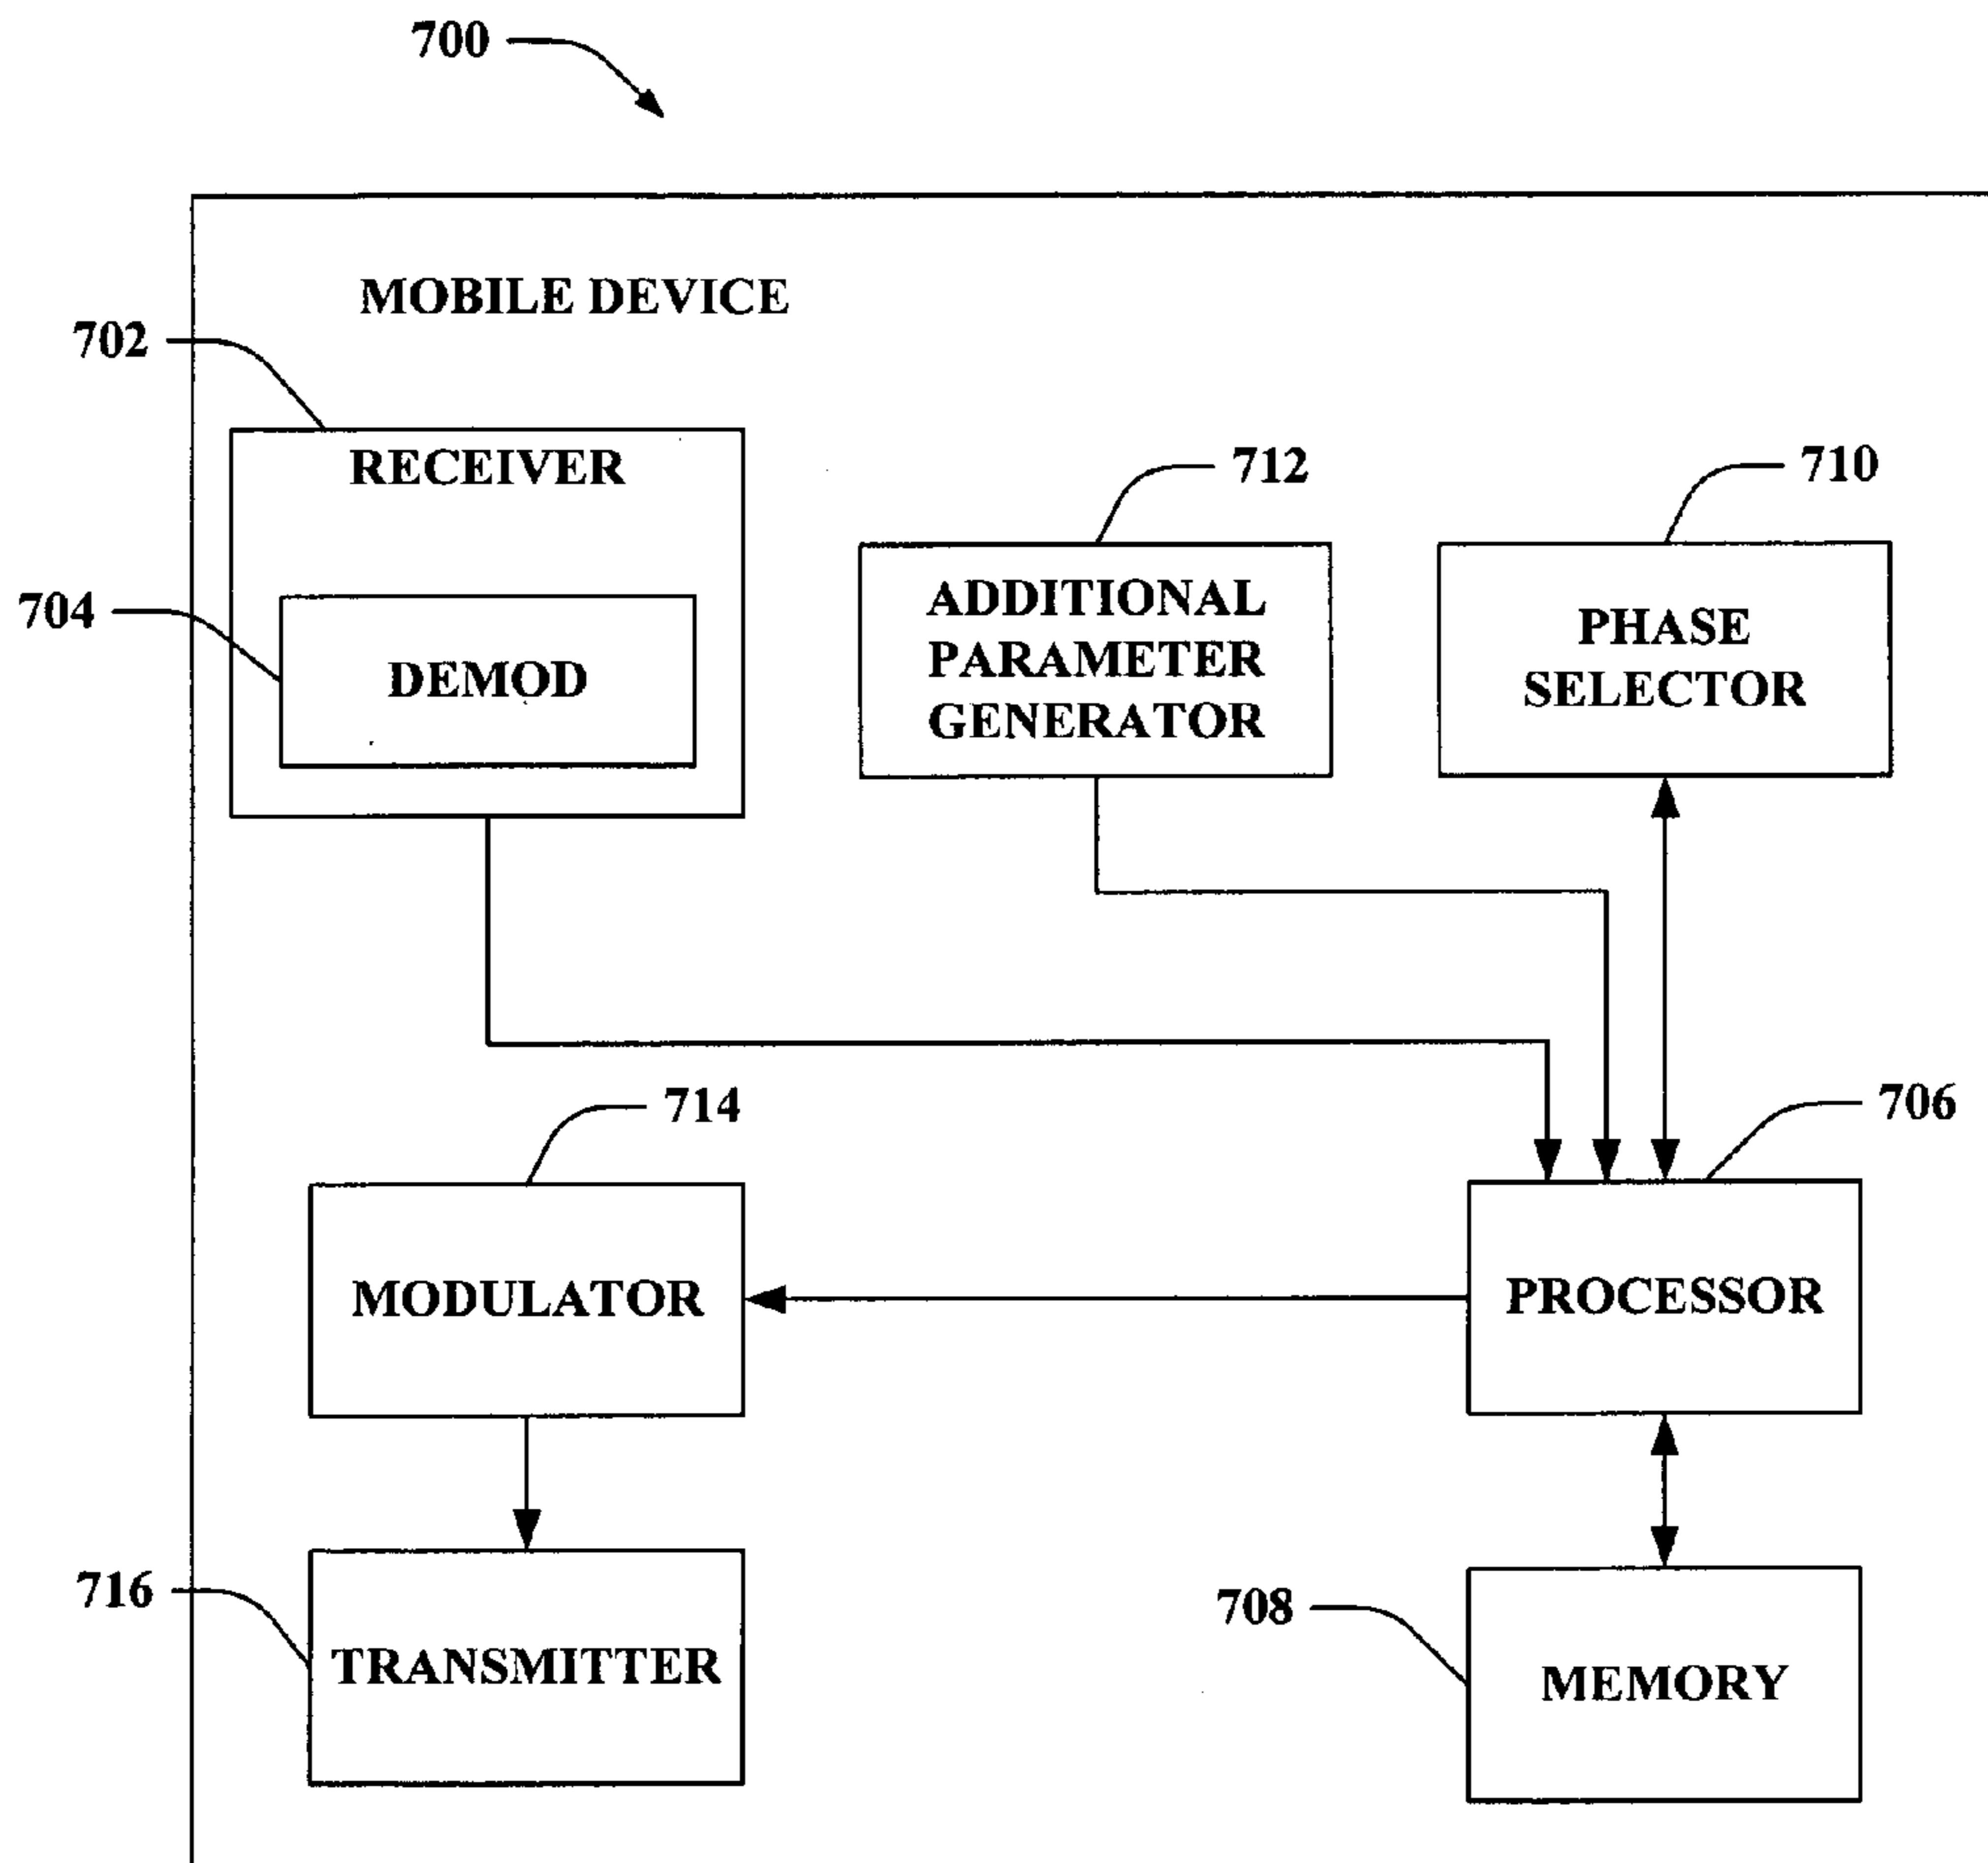 700
MOBILE DEVICE
702
RECEIVER
712
710
704
DEMOD
ADDITIONAL
PARAMETER
GENERATOR
PHASE
SELECTOR
714
706
MODULATOR
PROCESSOR
716
TRANSMITTER
708
MEMORY